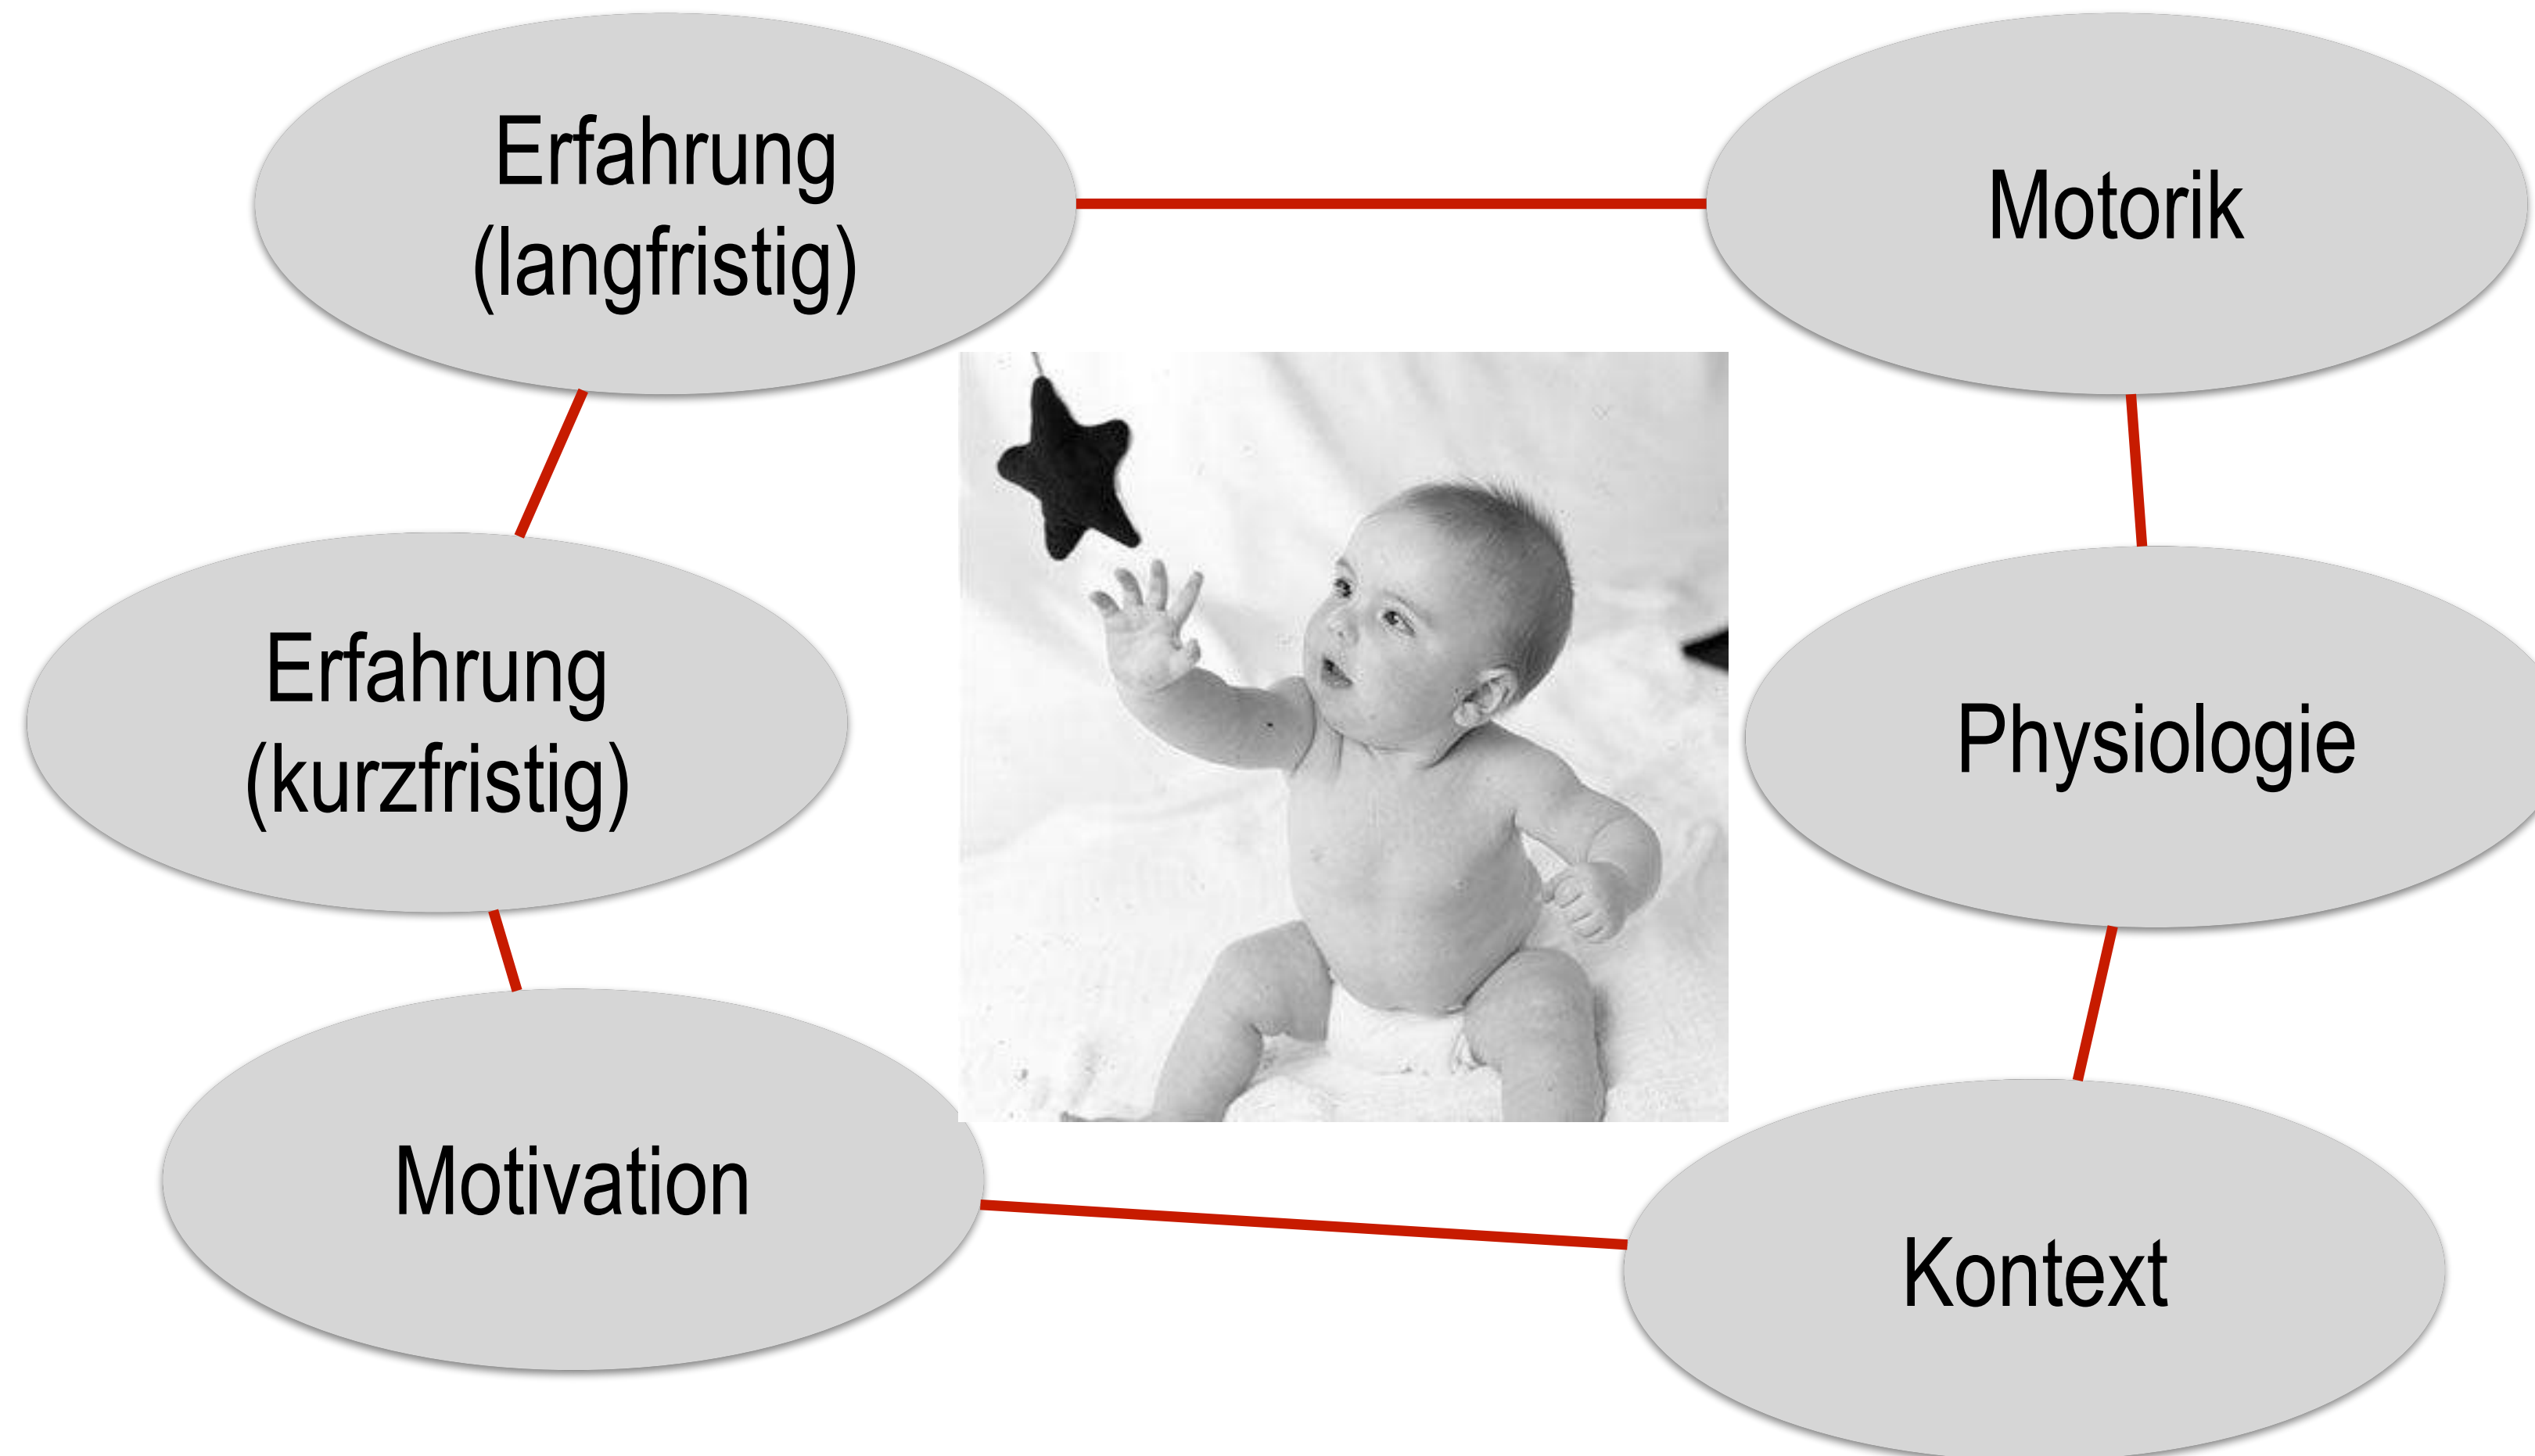 Erfahrung
(langfristig)
Motorik
Erfahrung
(kurzfristig)
Physiologie
Motivation
Kontext